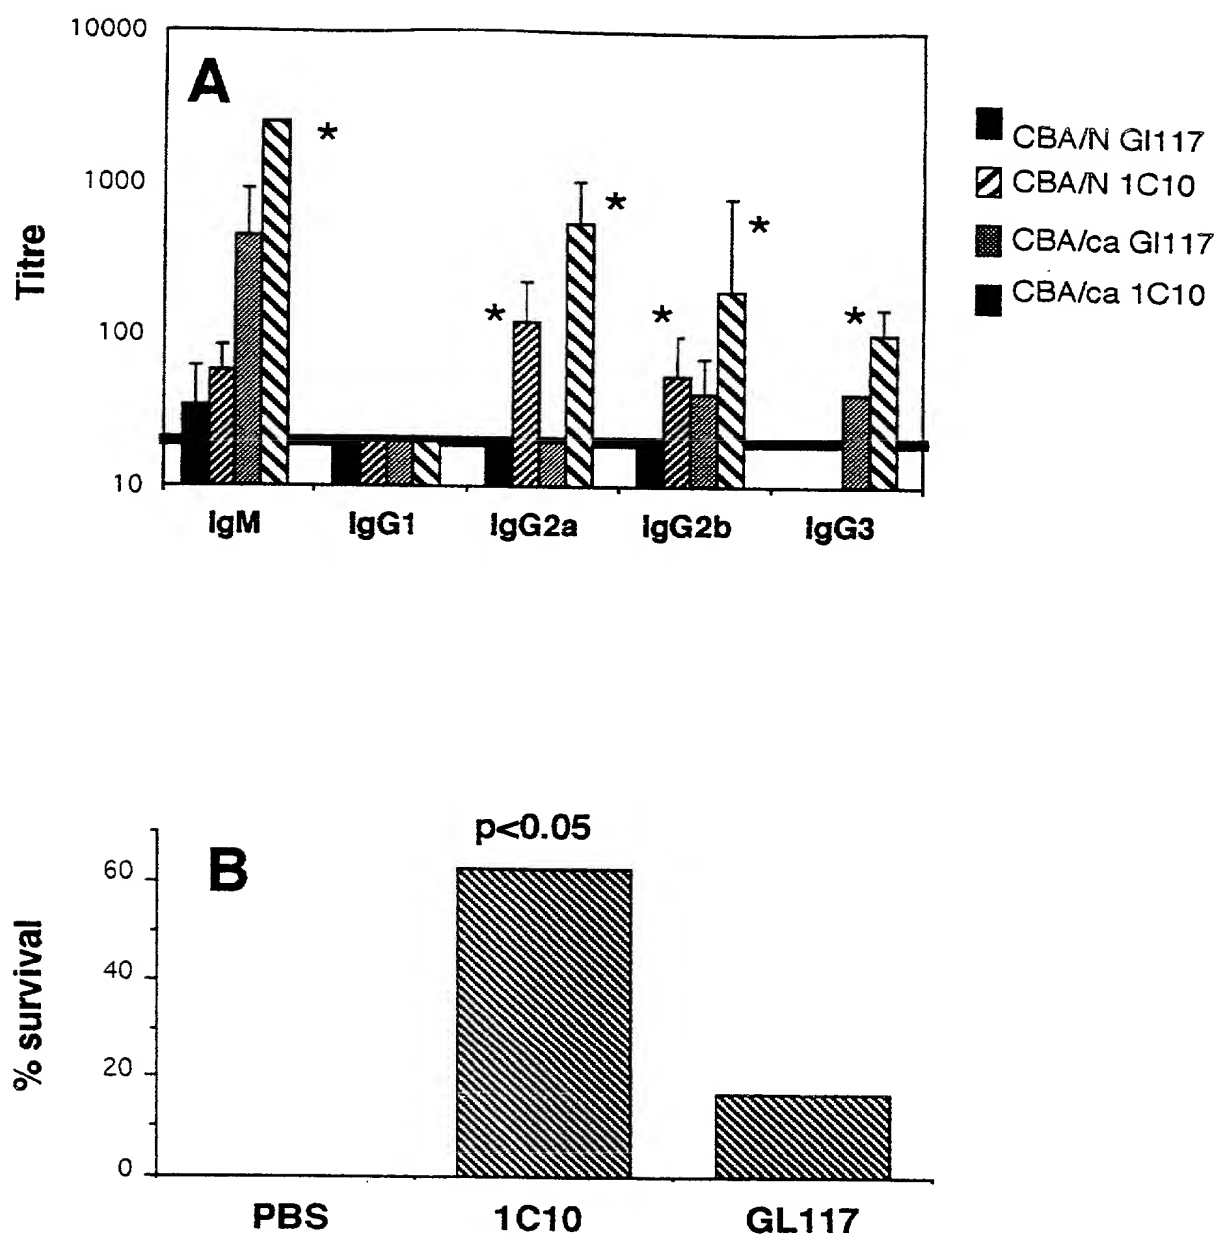 10000
A
1000
Titre
100
10
*
*
*
*
*
*
IgM IgG1 IgG2a IgG2b IgG3
CBA/N GI117
CBA/N 1C10
CBA/ca GI117
CBA/ca 1C10
p<0.05
B
60
40
20
0
% survival
PBS 1C10 GL117